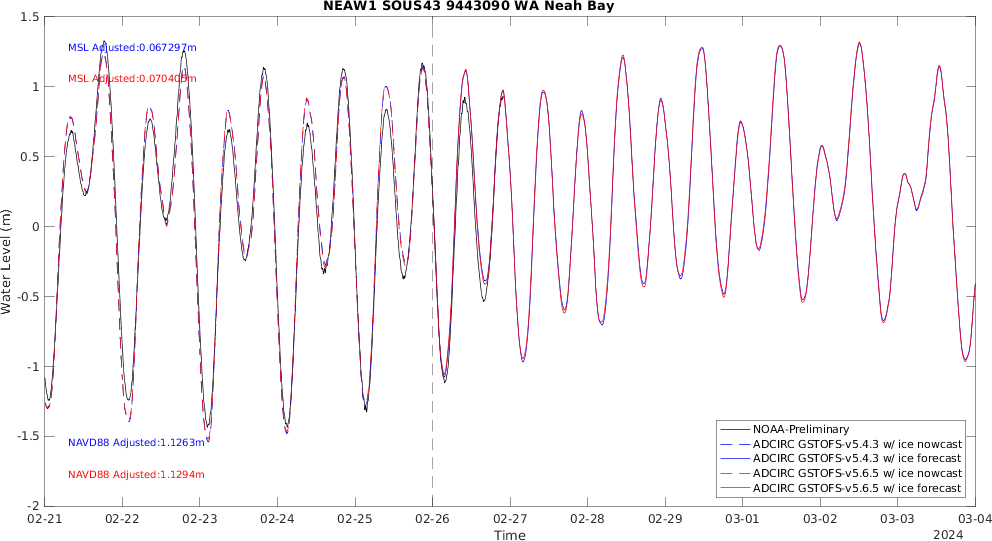 NEAW1 SOUS43 9443090 WA Neah Bay
1.5
1
0.5
0
-0.5
-1
-1.5
-2
Water Level (m)
MSL Adjusted:0.067297m
MSL Adjusted:0.070405m
NAVD88 Adjusted:1.1263m
NAVD88 Adjusted:1.1294m
NOAA-Preliminary
ADCIRC GSTOFS-v5.4.3 w/ ice nowcast
ADCIRC GSTOFS-v5.4.3 w/ ice forecast
ADCIRC GSTOFS-v5.6.5 w/ ice nowcast
ADCIRC GSTOFS-v5.6.5 w/ ice forecast
02-21 02-22 02-23 02-24 02-25 02-26 02-27 02-28 02-29 03-01 03-02 03-03 03-04
Time
2024